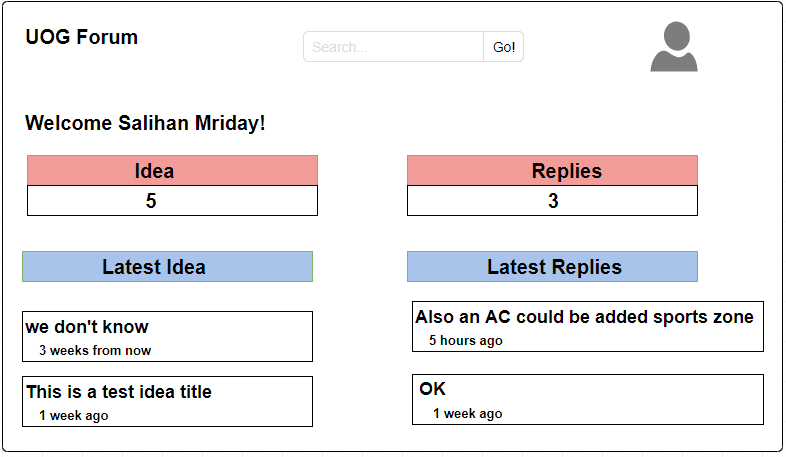 UOG Forum
Search... Go!
Welcome Salihan Mriday!
Idea
5
Replies
3
Latest Idea
we don't know
3 weeks from now
This is a test idea title
1 week ago
Latest Replies
Also an AC could be added sports zone
5 hours ago
OK
1 week ago